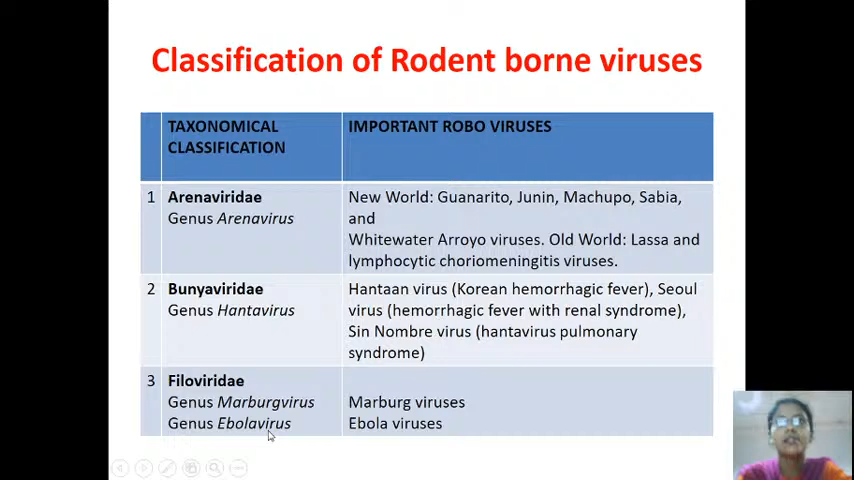 Classification of Rodent borne viruses
TAXONOMICAL
CLASSIFICATION
IMPORTANT ROBO VIRUSES
1
Arenaviridae
Genus Arenavirus
New World: Guanarito, Junin, Machupo, Sabia,
and
Whitewater Arroyo viruses. Old World: Lassa and
lymphocytic choriomeningitis viruses.
2
Bunyaviridae
Genus Hantavirus
Hantaan virus (Korean hemorrhagic fever), Seoul
virus (hemorrhagic fever with renal syndrome),
Sin Nombre virus (hantavirus pulmonary
syndrome)
3
Filoviridae
Genus Marburgvirus
Genus Ebolavirus
Marburg viruses
Ebola viruses